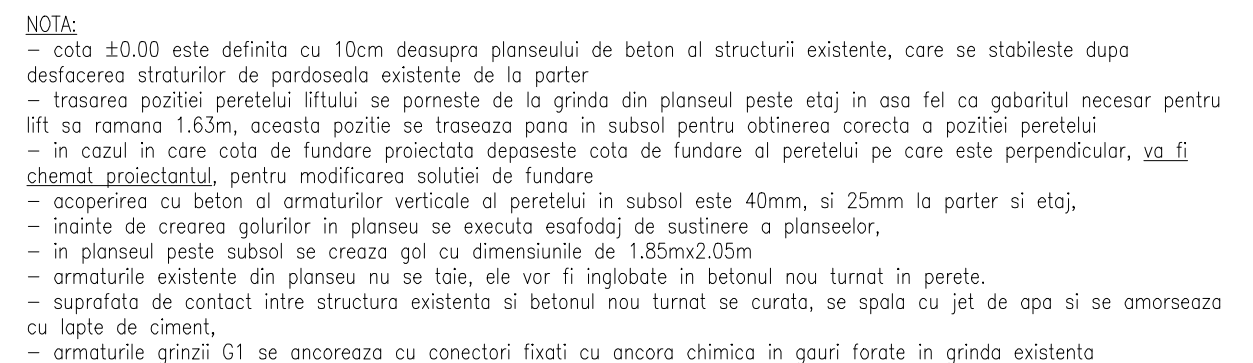 NOTA:
– cota ±0.00 este definita cu 10cm deasupra planseului de beton al structurii existente, care se stabileste dupa
desfacerea straturilor de pardoseala existente de la parter
– trasarea pozitiei peretelui liftului se porneste de la grinda din planseul peste etaj in asa fel ca gabaritul necesar pentru
lift sa ramana 1.63m, aceasta pozitie se traseaza pana in subsol pentru obtinerea corecta a pozitiei peretelui
– in cazul in care cota de fundare proiectata depaseste cota de fundare al peretelui pe care este perpendicular, va fi
chemat proiectantul, pentru modificarea solutiei de fundare
– acoperirea cu beton al armaturilor verticale al peretelui in subsol este 40mm, si 25mm la parter si etaj,
– inainte de crearea golurilor in planseu se executa esafodaj de sustinere a planseelor,
– in planseul peste subsol se creaza gol cu dimensiunile de 1.85mx2.05m
– armaturile existente din planseu nu se taie, ele vor fi inglobate in betonul nou turnat in perete.
– suprafata de contact intre structura existenta si betonul nou turnat se curata, se spala cu jet de apa si se amorseaza
cu lapte de ciment,
– armaturile grinzii G1 se ancoreaza cu conectori fixati cu ancora chimica in gauri forate in grinda existenta